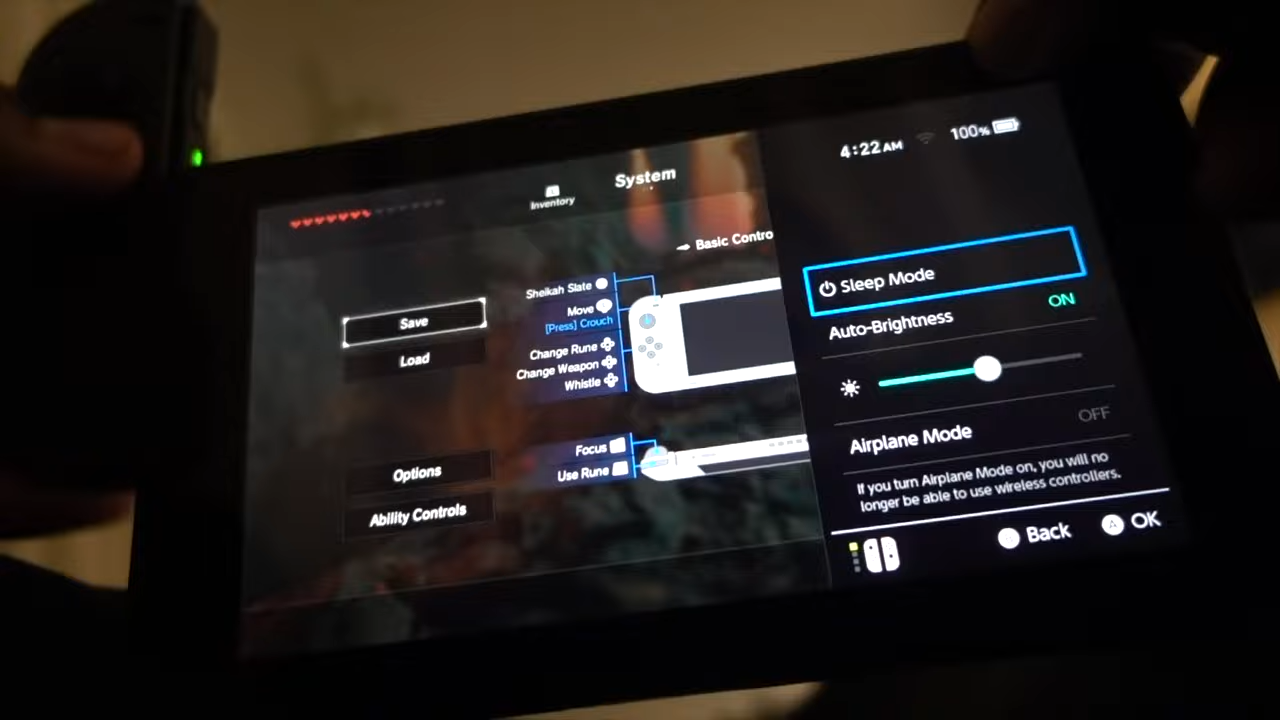 4:22 AM 100%
System
Inventory
Basic Contro
Sheikah Slate
Move
[Press] Crouch
Change Rune
Change Weapon
Whistle
Focus
Use Rune
Save
Load
Options
Ability Controls
Sleep Mode
Auto-Brightness ON
Airplane Mode OFF
If you turn Airplane Mode on, you will no
longer be able to use wireless controllers.
Back A OK